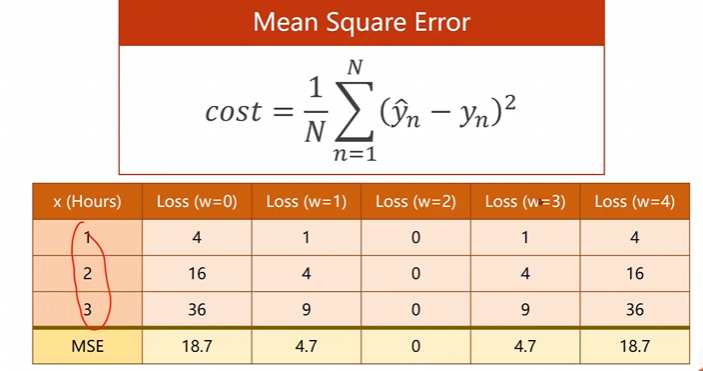 Mean Square Error
cost = \frac{1}{N} \sum_{n=1}^{N} (\hat{y}_n - y_n)^2
x (Hours) Loss (w=0) Loss (w=1) Loss (w=2) Loss (w=3) Loss (w=4)
1 4 1 0 1 4
2 16 4 0 4 16
3 36 9 0 9 36
MSE 18.7 4.7 0 4.7 18.7